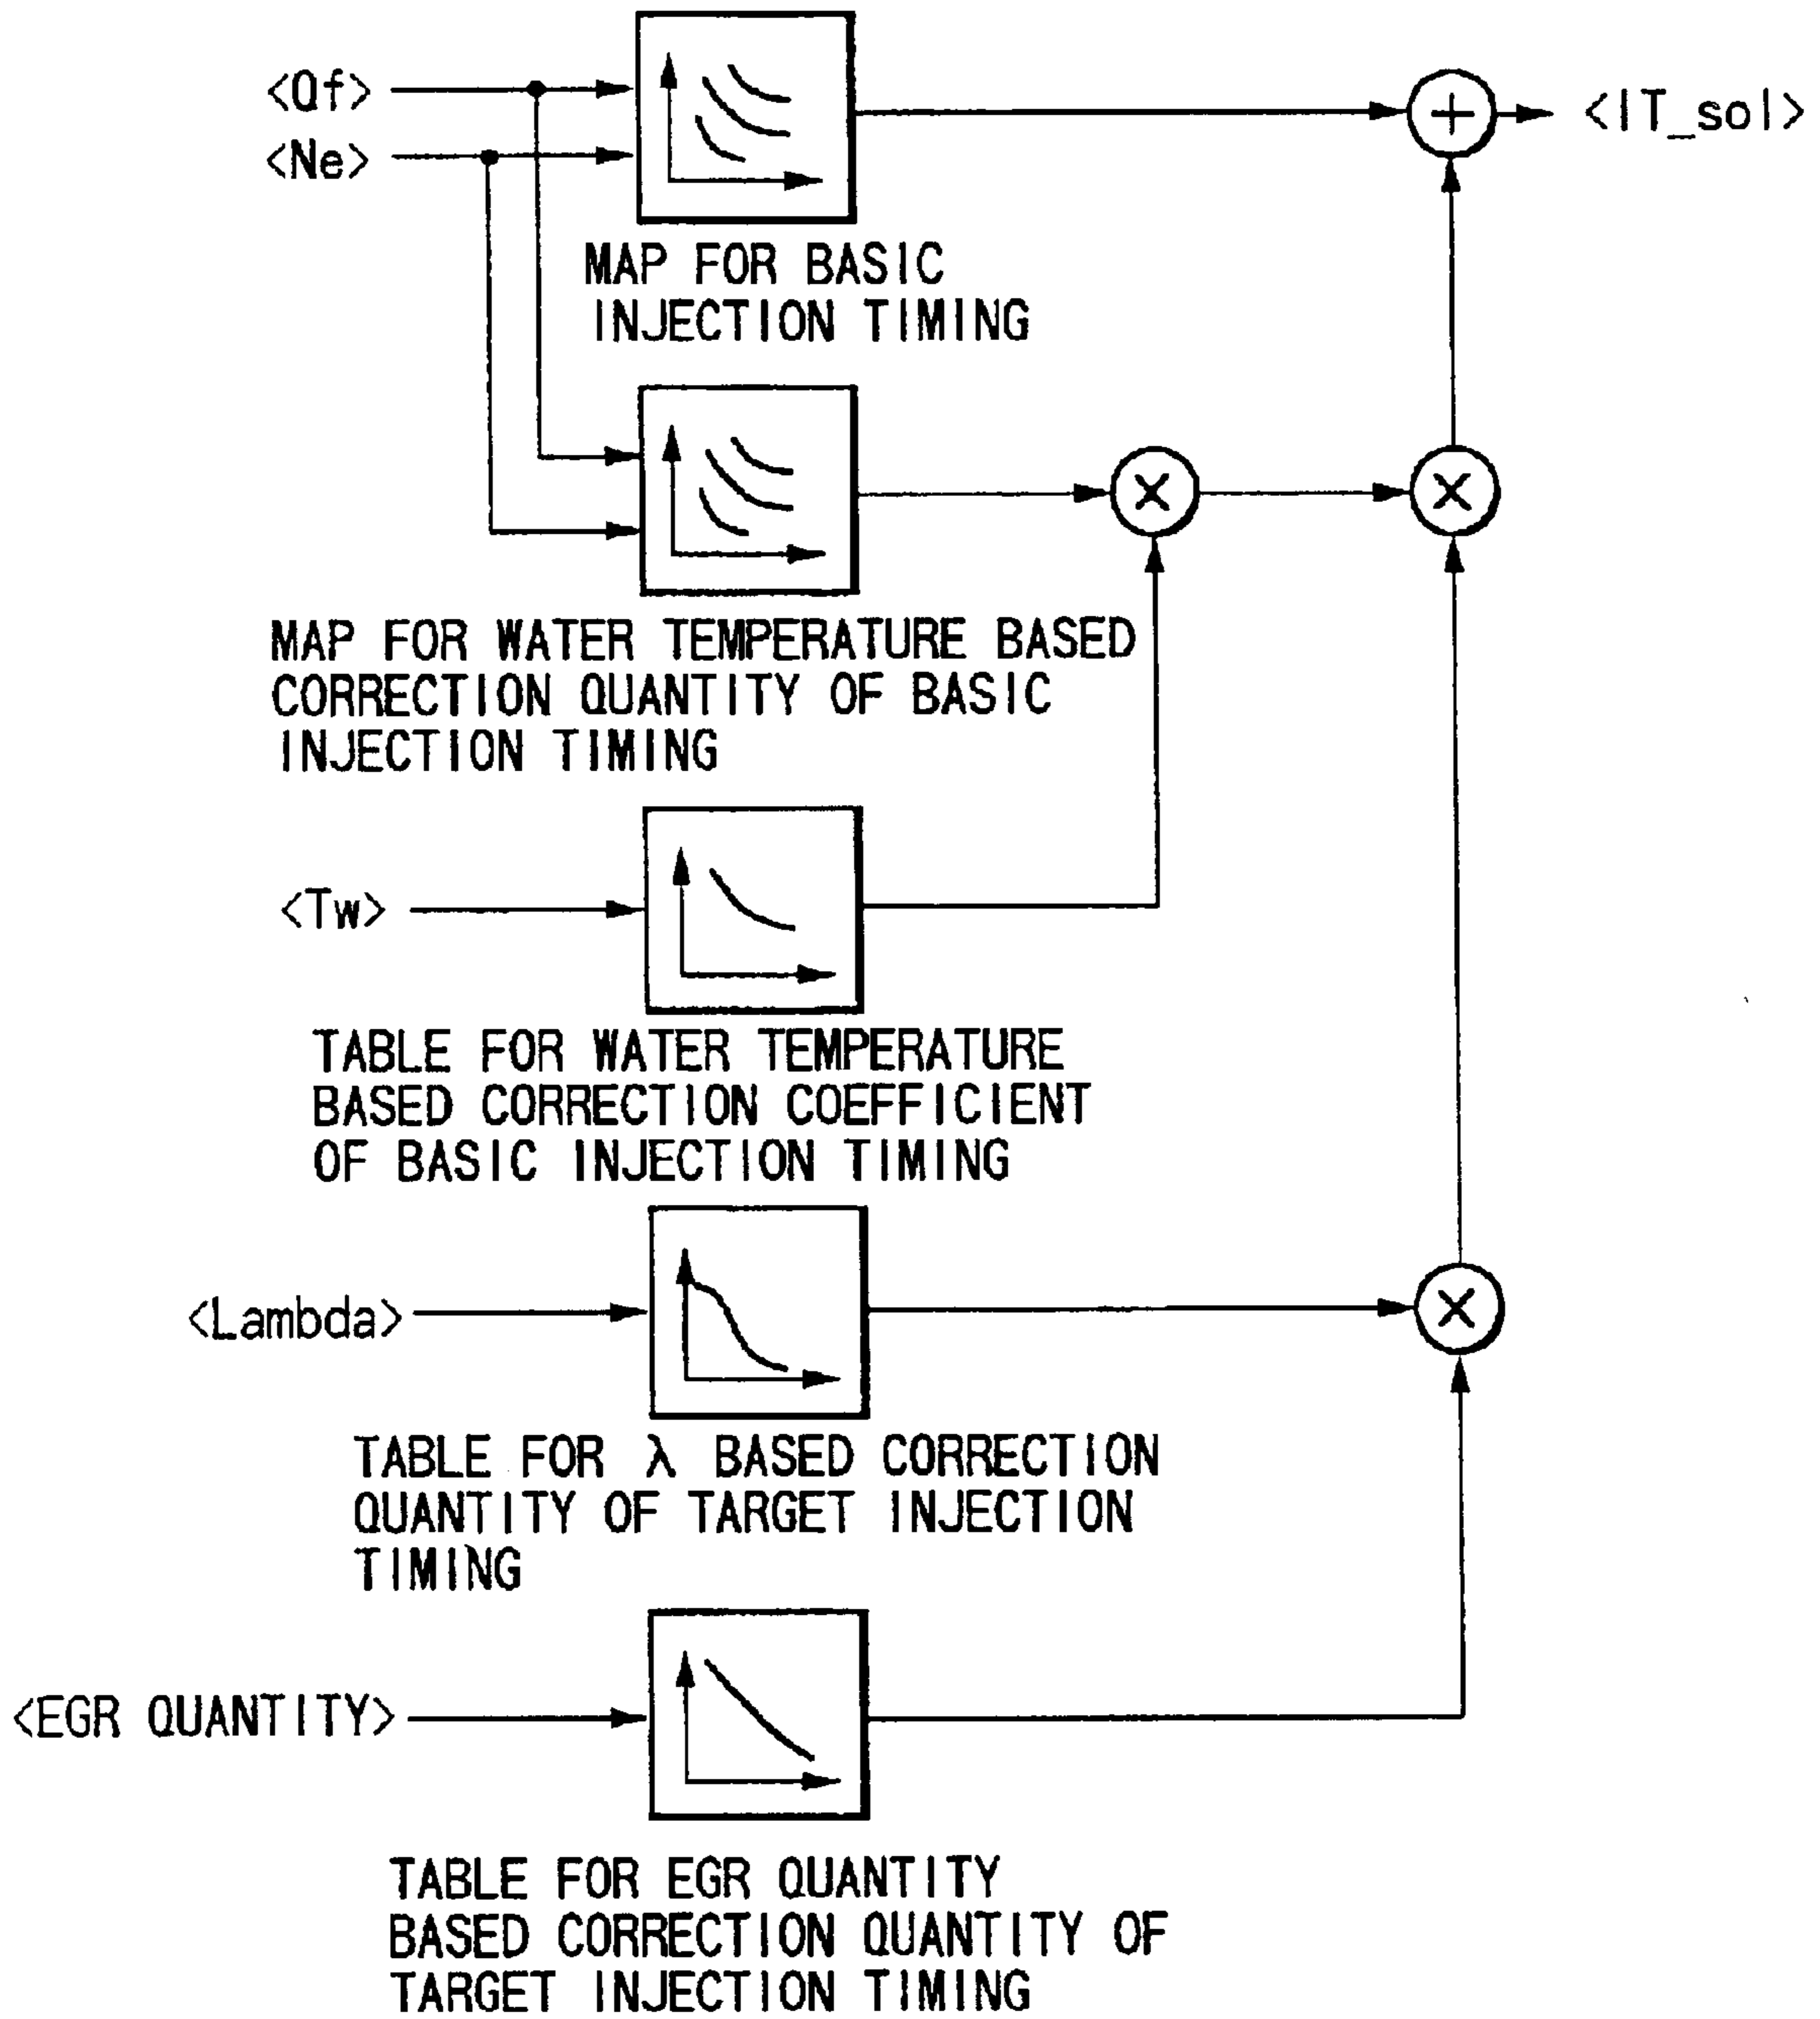 <Qf>
<Ne>
<IT_sol>
MAP FOR BASIC
INJECTION TIMING
MAP FOR WATER TEMPERATURE BASED
CORRECTION QUANTITY OF BASIC
INJECTION TIMING
<Tw>
TABLE FOR WATER TEMPERATURE
BASED CORRECTION COEFFICIENT
OF BASIC INJECTION TIMING
<Lambda>
TABLE FOR λ BASED CORRECTION
QUANTITY OF TARGET INJECTION
TIMING
<EGR QUANTITY>
TABLE FOR EGR QUANTITY
BASED CORRECTION QUANTITY OF
TARGET INJECTION TIMING